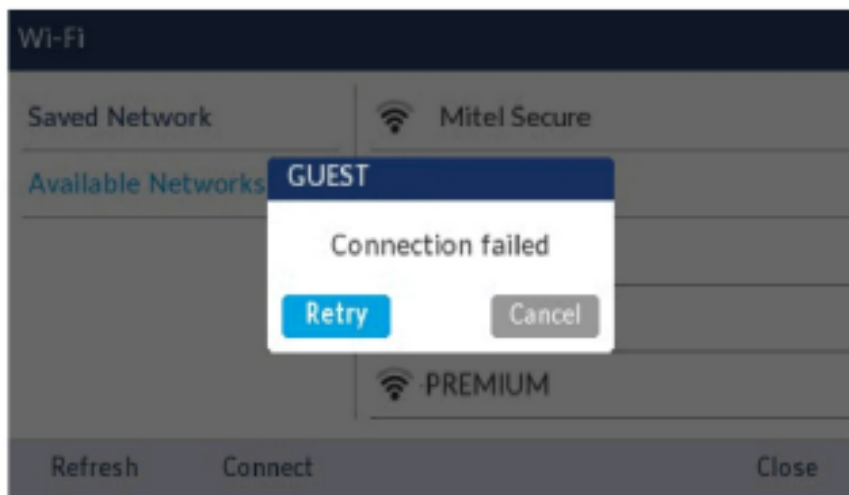 Wi-Fi
Saved Network
Mitel Secure
Available Networks
GUEST
Connection failed
Retry
Cancel
PREMIUM
Refresh
Connect
Close